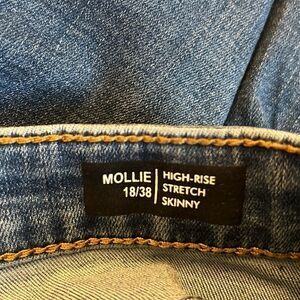 MOLLIE
18/38
HIGH-RISE
STRETCH
SKINNY